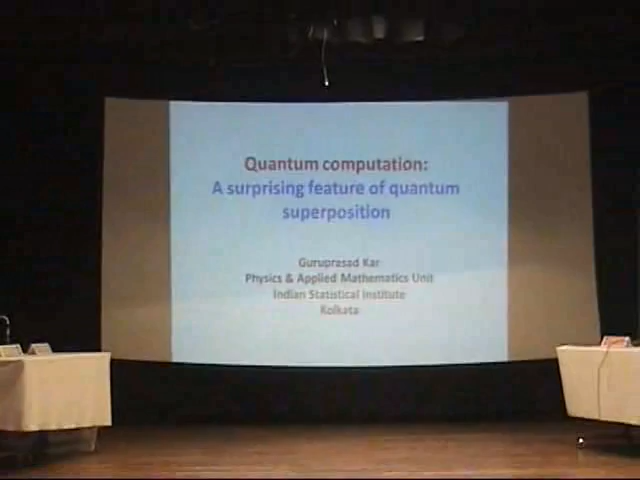 Quantum computation:
A surprising feature of quantum
superposition
Guruprasad Kar
Physics & Applied Mathematics Unit
Indian Statistical Institute
Kolkata